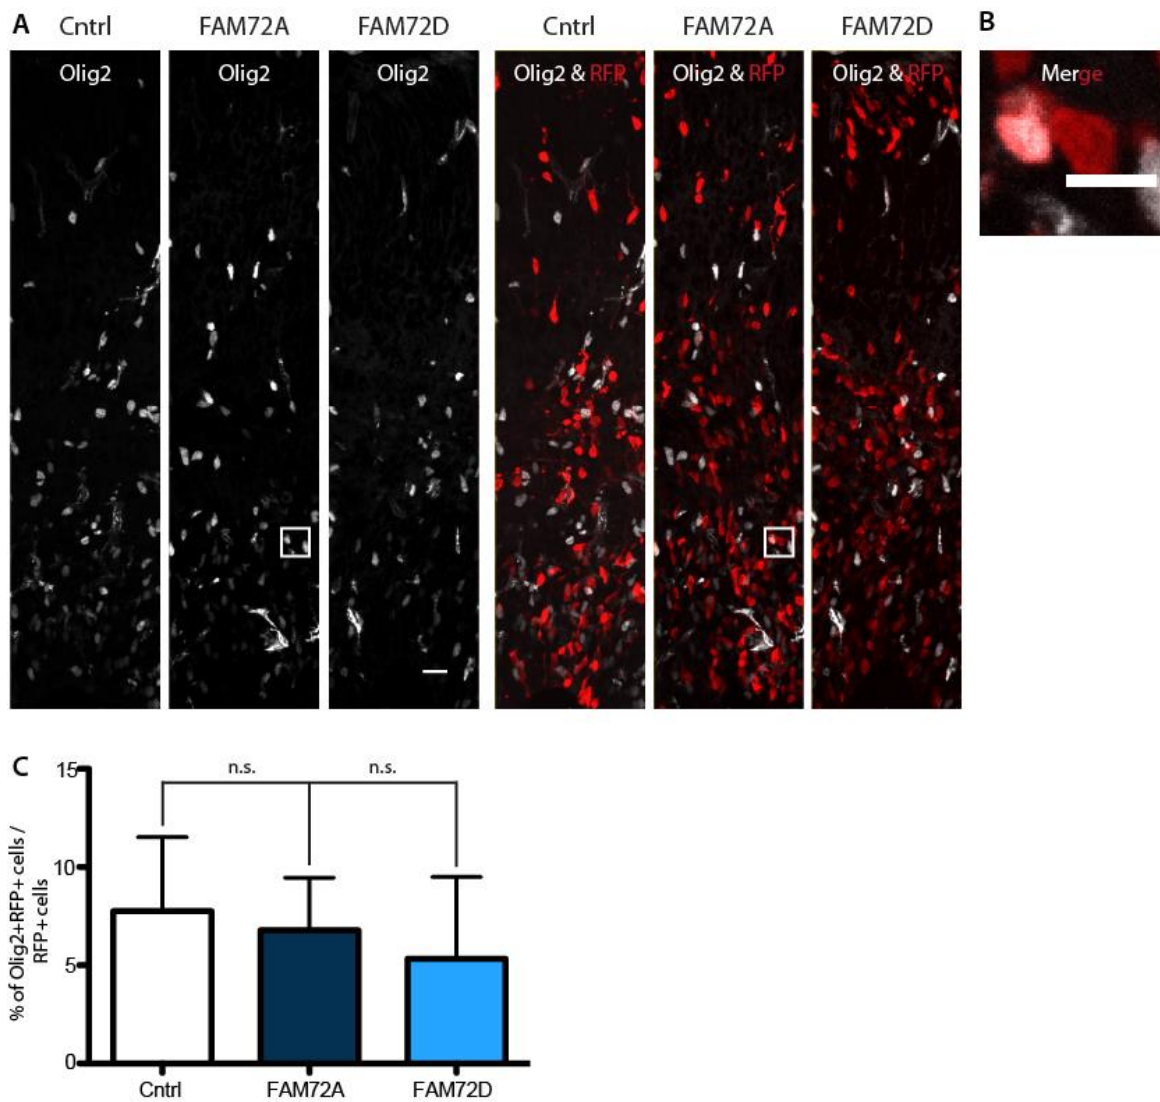 A Cntrl FAM72A FAM72D Cntrl FAM72A FAM72D B
Olig2 Olig2 Olig2 Olig2 & RFP Olig2 & RFP Olig2 & RFP Merge
C
15
n.s. n.s.
10
5
0
% of Olig2+RFP+ cells /
RFP+ cells
Cntrl FAM72A FAM72D